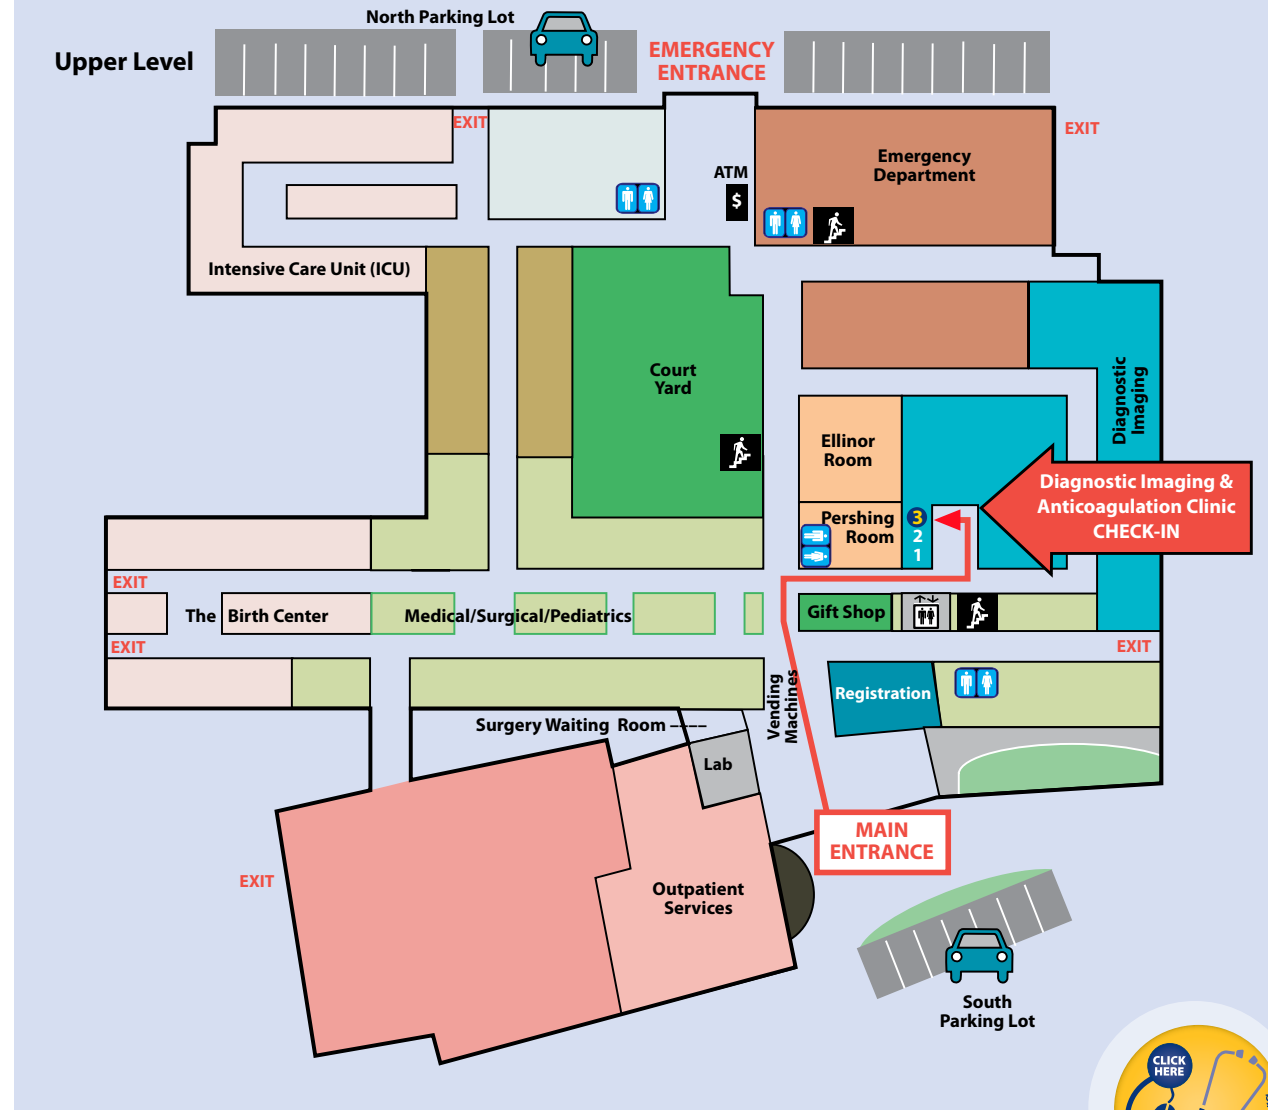 North Parking Lot
Upper Level
EMERGENCY
ENTRANCE
EXIT
EXIT
Emergency
Department
ATM
$
Intensive Care Unit (ICU)
Court
Yard
Diagnostic
Imaging
Ellinor
Room
Diagnostic Imaging &
Anticoagulation Clinic
CHECK-IN
Pershing
Room
3
2
1
EXIT
The Birth Center
Medical/Surgical/Pediatrics
Gift Shop
EXIT
EXIT
Registration
Vending
Machines
Surgery Waiting Room
Lab
MAIN
ENTRANCE
EXIT
Outpatient
Services
South
Parking Lot
CLICK
HERE